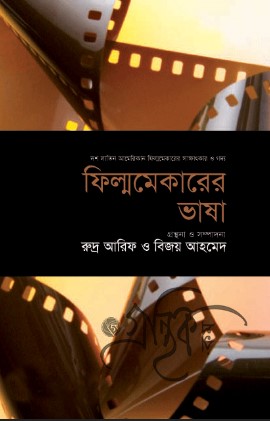 দশ লাতিন আমেরিকান ফিল্মমেকারের সাক্ষাৎকার ও গদ্য
ফিল্মমেকারের
ভাষা
গ্রন্থনা ও সম্পাদনা
রুদ্র আরিফ ও বিজয় আহমেদ